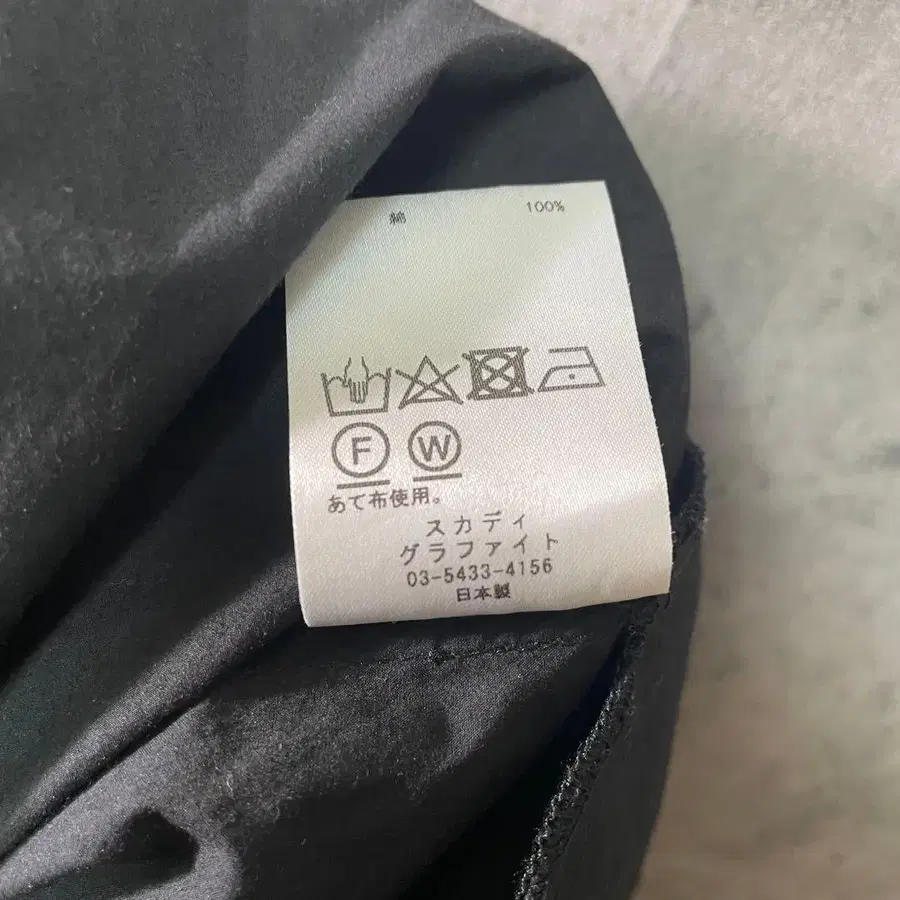 綿 100%
F W
あて布使用。
スカディ
グラファイト
03-5433-4156
日本製